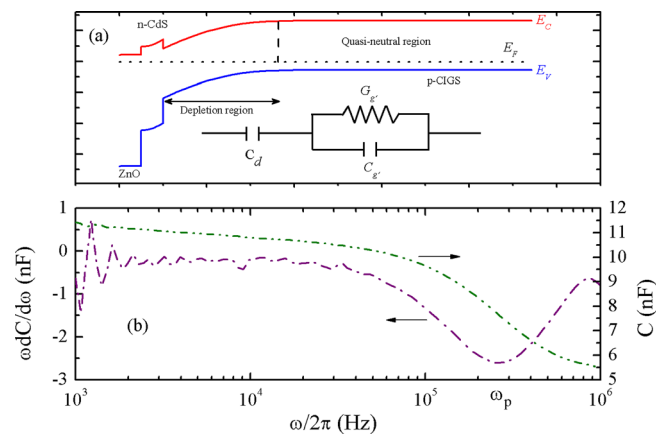 (a)
n-CdS
E_C
Quasi-neutral region
E_F
p-CIGS
E_V
Depletion region
G_g'
C_d
C_g'
ZnO
1
0
-1
-2
-3
ωdC/dω (nF)
12
11
10
9
8
7
6
5
C (nF)
(b)
10^3
10^4
10^5
ω_p
10^6
ω/2π (Hz)